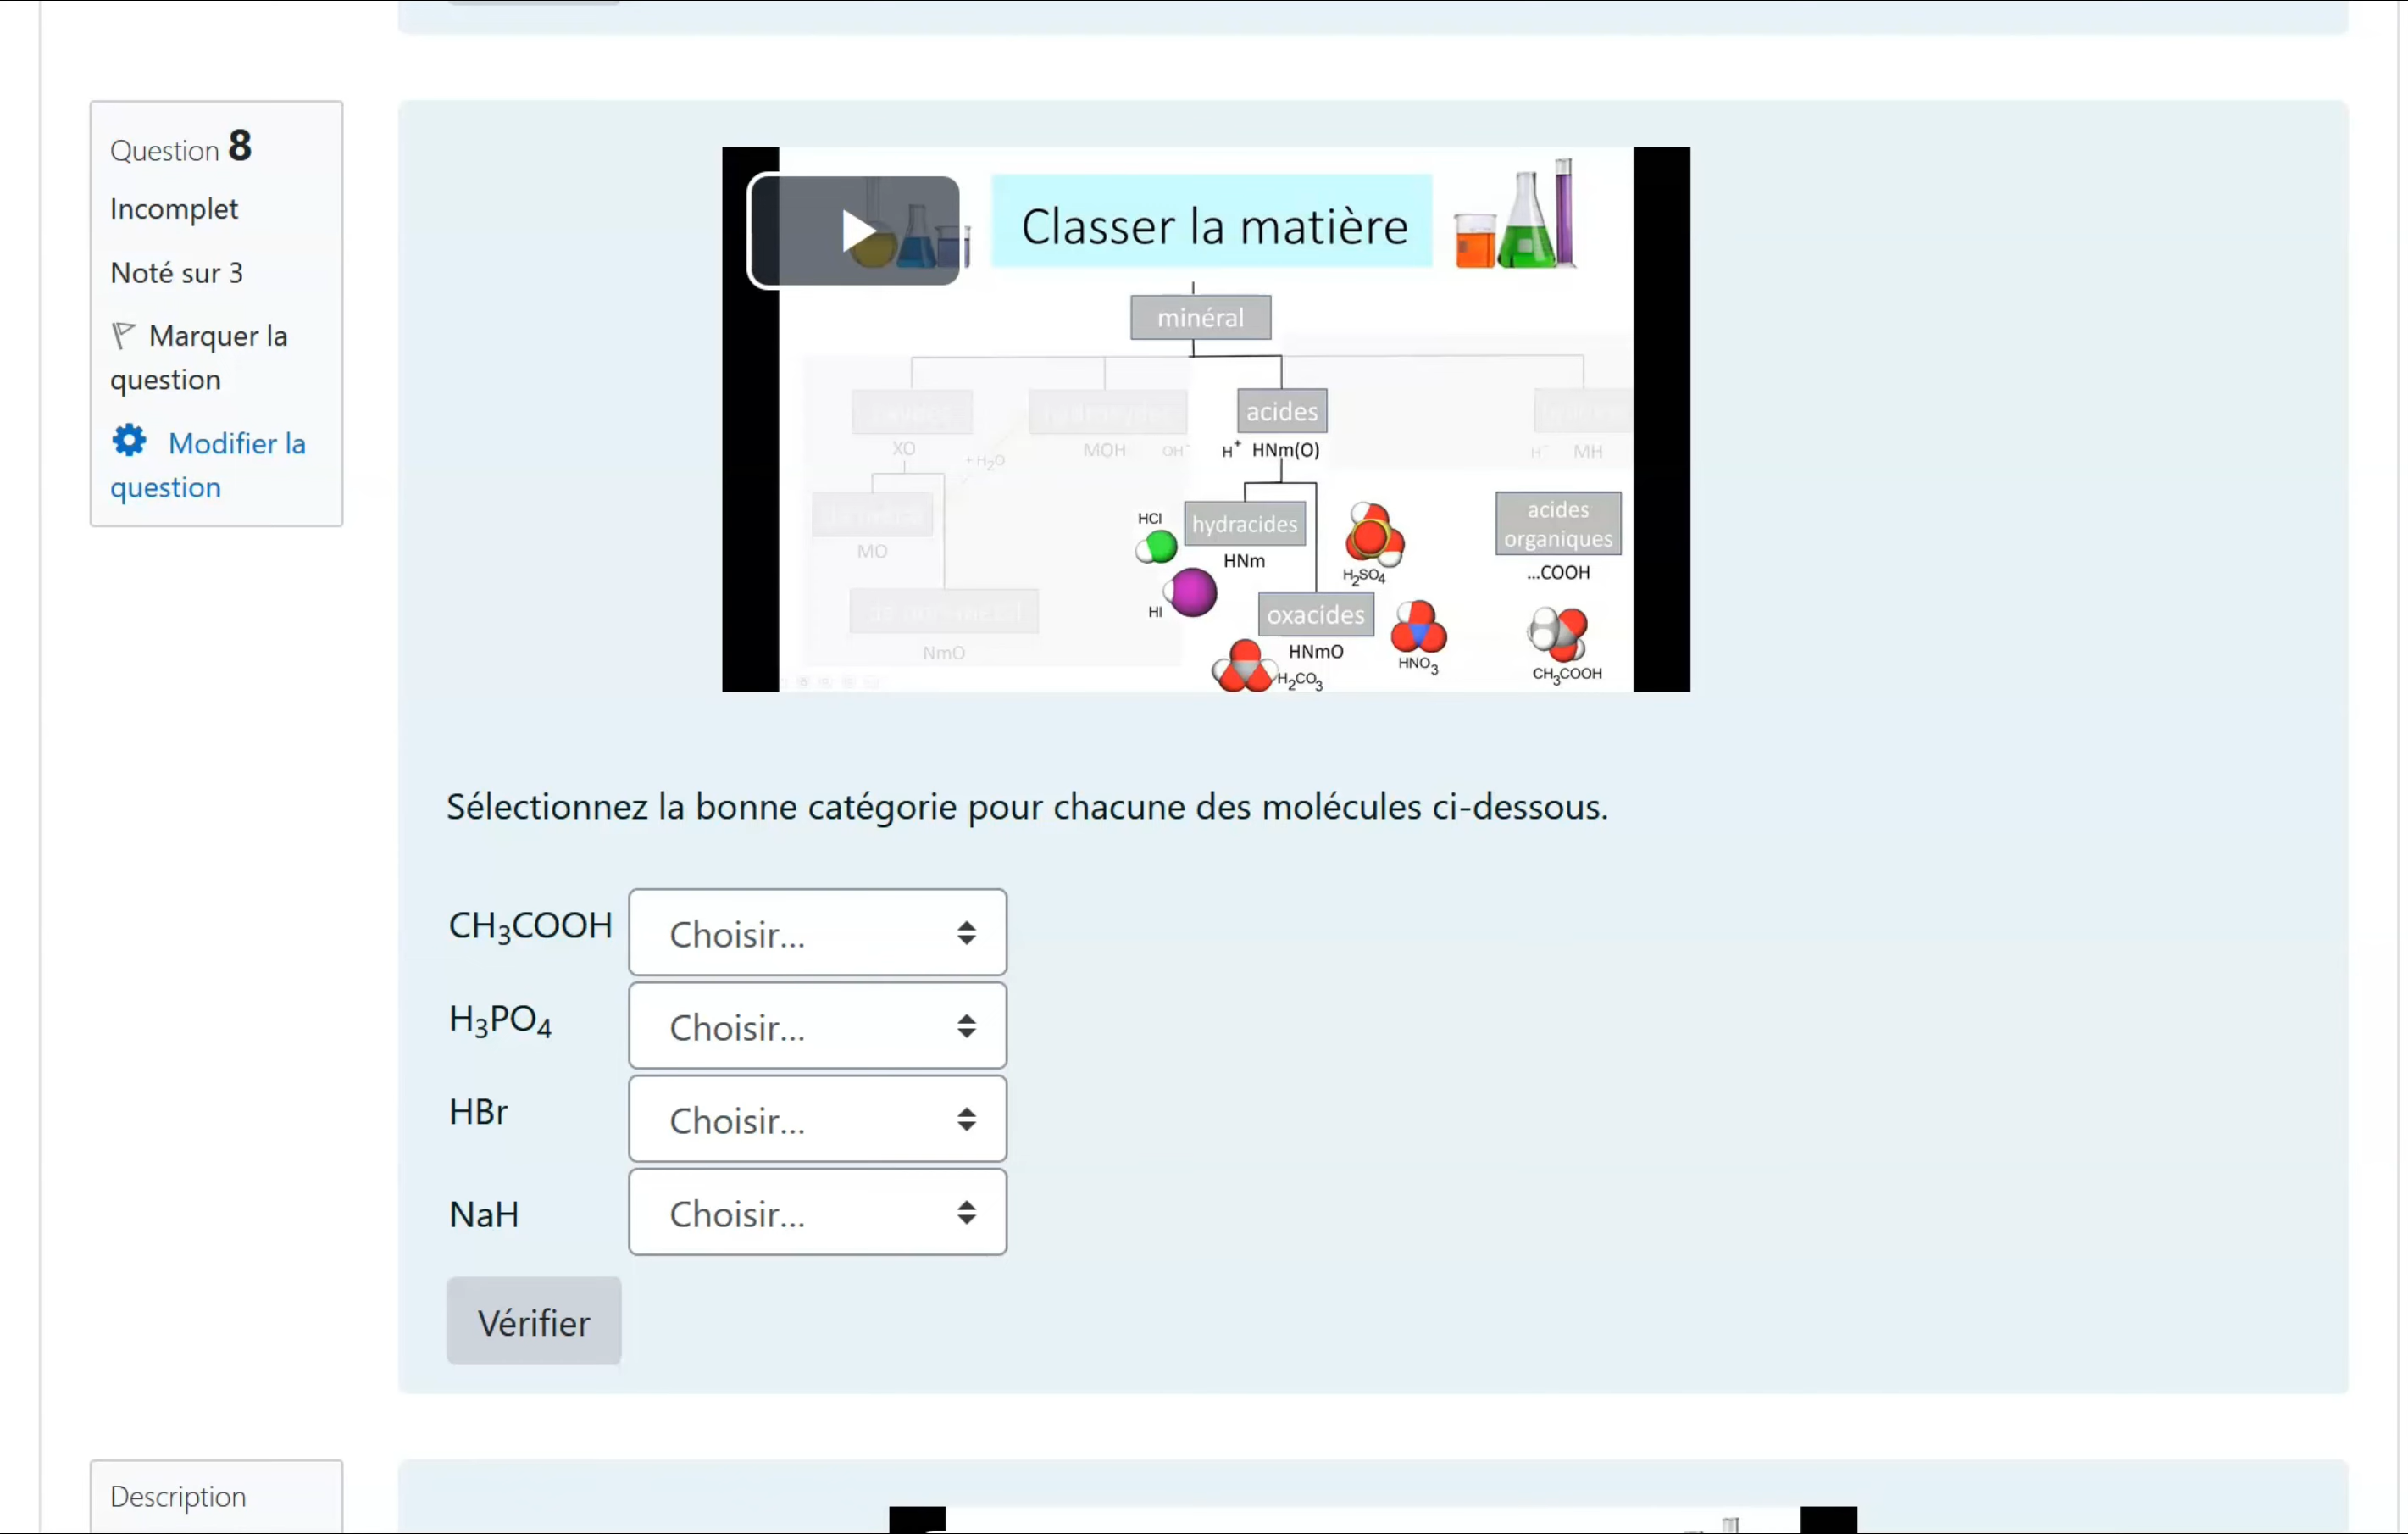 Question 8
Incomplet
Noté sur 3
Marquer la
question
Modifier la
question
Classer la matière
minéral
acides
XO
+ H₂O
MOH OH⁻
H⁺ HNm(O)
H⁻ MH
HCl
hydracides
HNm
MO
H₂SO₄
acides
organiques
...COOH
HI
oxacides
HNmO
NmO
HNO₃
H₂CO₃
CH₃COOH
Sélectionnez la bonne catégorie pour chacune des molécules ci-dessous.
CH₃COOH Choisir...
H₃PO₄ Choisir...
HBr Choisir...
NaH Choisir...
Vérifier
Description